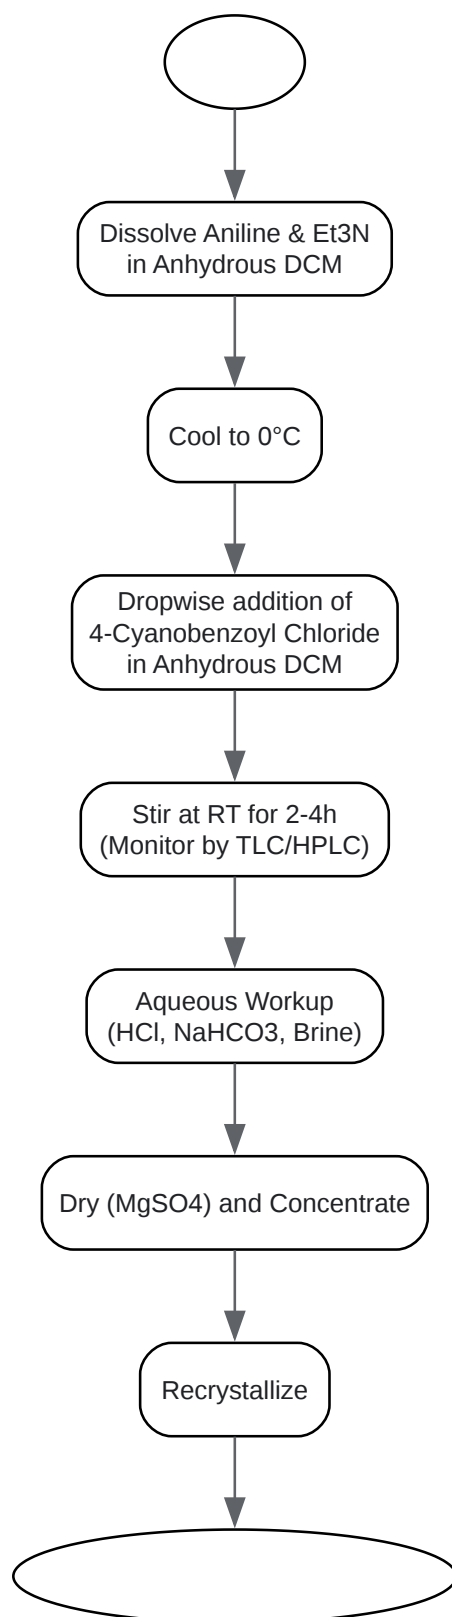 Dissolve Aniline & Et3N
in Anhydrous DCM
Cool to 0°C
Dropwise addition of
4-Cyanobenzoyl Chloride
in Anhydrous DCM
Stir at RT for 2-4h
(Monitor by TLC/HPLC)
Aqueous Workup
(HCl, NaHCO3, Brine)
Dry (MgSO4) and Concentrate
Recrystallize